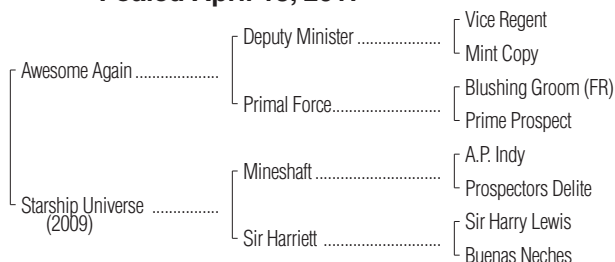 Vice Regent
Deputy Minister
Mint Copy
Awesome Again
Blushing Groom (FR)
Primal Force
Prime Prospect
A.P. Indy
Mineshaft
Prospectors Delite
Starship Universe
(2009)
Sir Harry Lewis
Sir Harriett
Buenas Neches